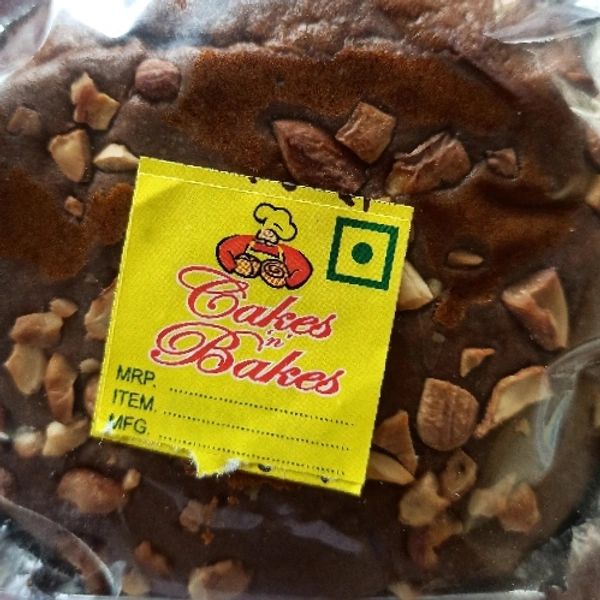 Cakes
'n'
Bakes
MRP.
ITEM.
MFG.